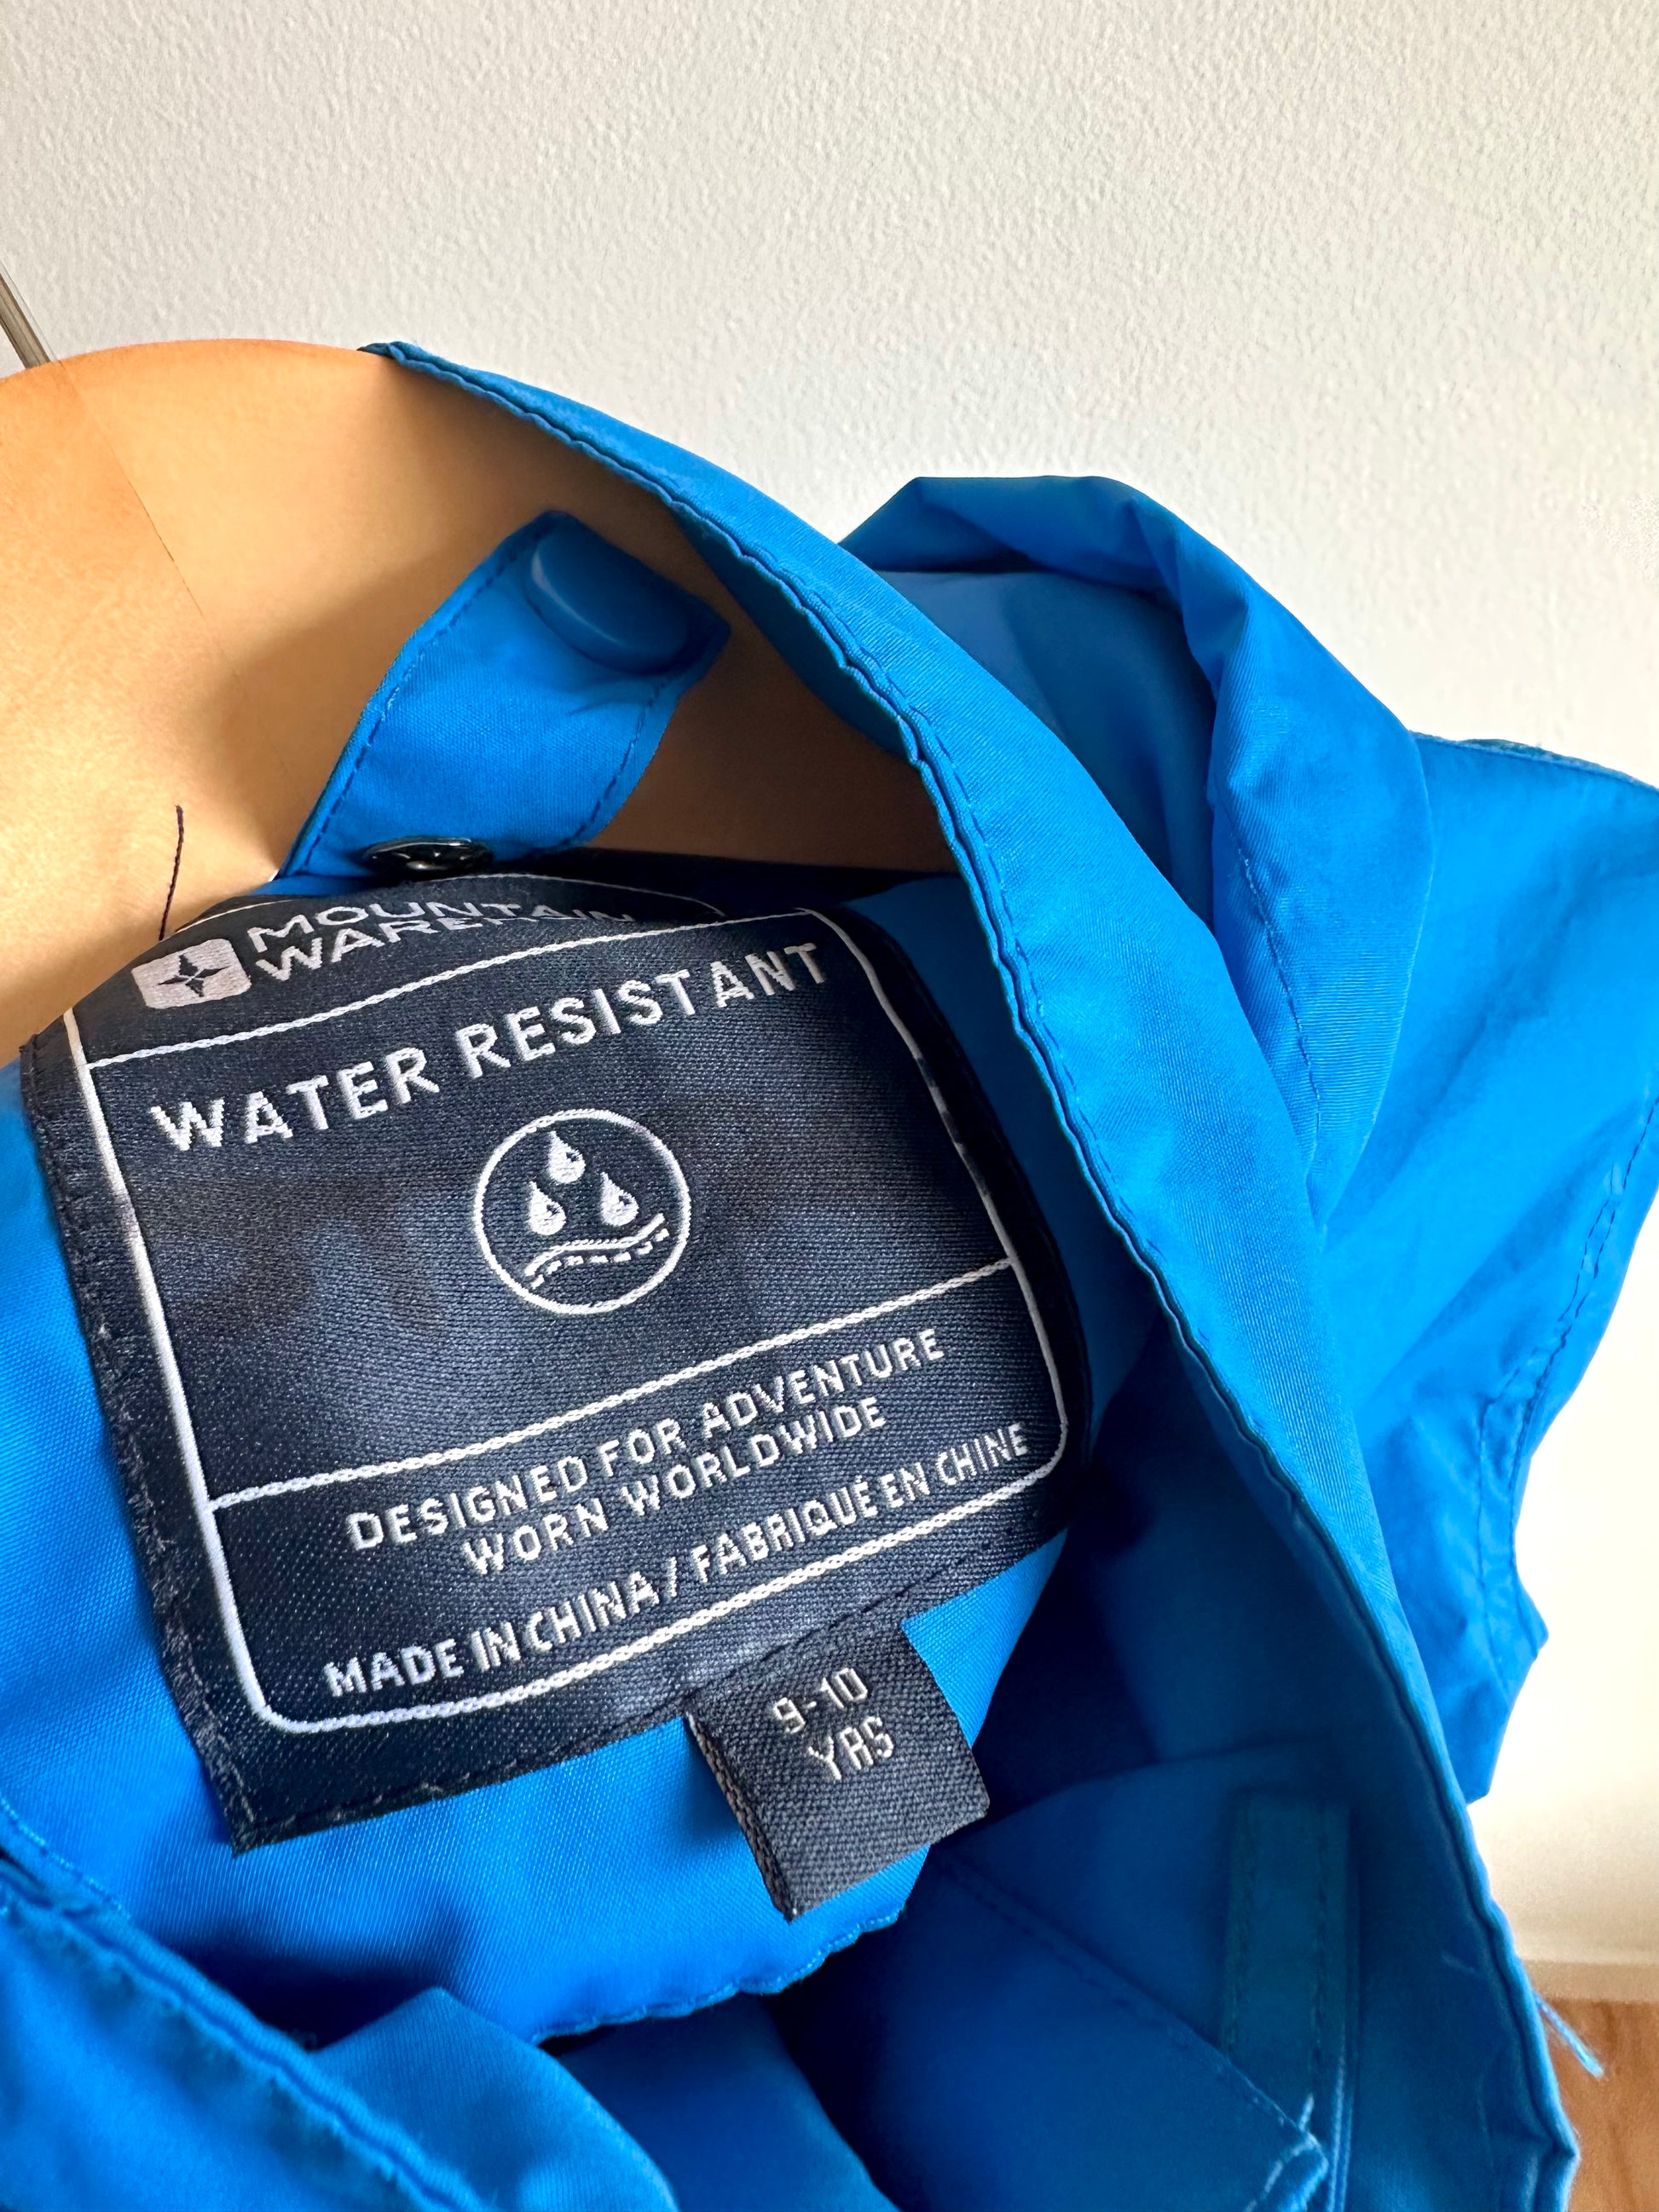 MOUNTAIN
WATER RESISTANT
DESIGNED FOR ADVENTURE
WORN WORLDWIDE
MADE IN CHINA / FABRIQUÉ EN CHINE
9-10
YRS